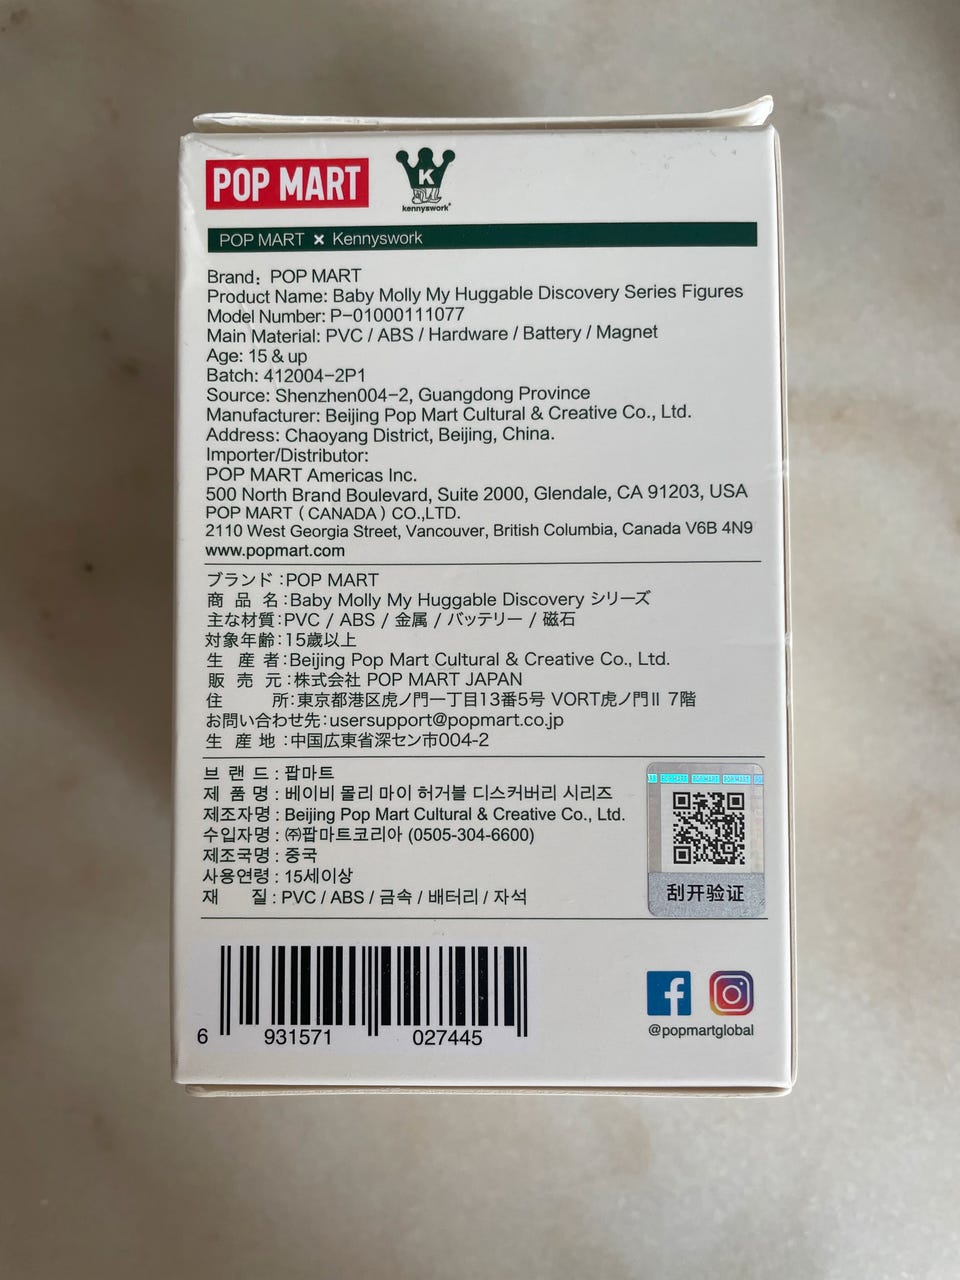 POP MART
K
kennyswork
POP MART × Kennyswork
Brand: POP MART
Product Name: Baby Molly My Huggable Discovery Series Figures
Model Number: P-01000111077
Main Material: PVC / ABS / Hardware / Battery / Magnet
Age: 15 & up
Batch: 412004-2P1
Source: Shenzhen004-2, Guangdong Province
Manufacturer: Beijing Pop Mart Cultural & Creative Co., Ltd.
Address: Chaoyang District, Beijing, China.
Importer/Distributor:
POP MART Americas Inc.
500 North Brand Boulevard, Suite 2000, Glendale, CA 91203, USA
POP MART ( CANADA ) CO.,LTD.
2110 West Georgia Street, Vancouver, British Columbia, Canada V6B 4N9
www.popmart.com
ブランド:POP MART
商品名:Baby Molly My Huggable Discovery シリーズ
主な材質:PVC / ABS / 金属 / バッテリー / 磁石
対象年齢:15歳以上
生産者:Beijing Pop Mart Cultural & Creative Co., Ltd.
販売元:株式会社 POP MART JAPAN
住所:東京都港区虎ノ門一丁目13番5号 VORT虎ノ門II 7階
お問い合わせ先:usersupport@popmart.co.jp
生産地:中国広東省深セン市004-2
브랜드 : 팝마트
제품명 : 베이비 몰리 마이 허거블 디스커버리 시리즈
제조자명 : Beijing Pop Mart Cultural & Creative Co., Ltd.
수입자명 : ㈜팝마트코리아 (0505-304-6600)
제조국명 : 중국
사용연령 : 15세이상
재질 : PVC / ABS / 금속 / 배터리 / 자석
POP MART POP MART POP MART
刮开验证
6 931571 027445
@popmartglobal